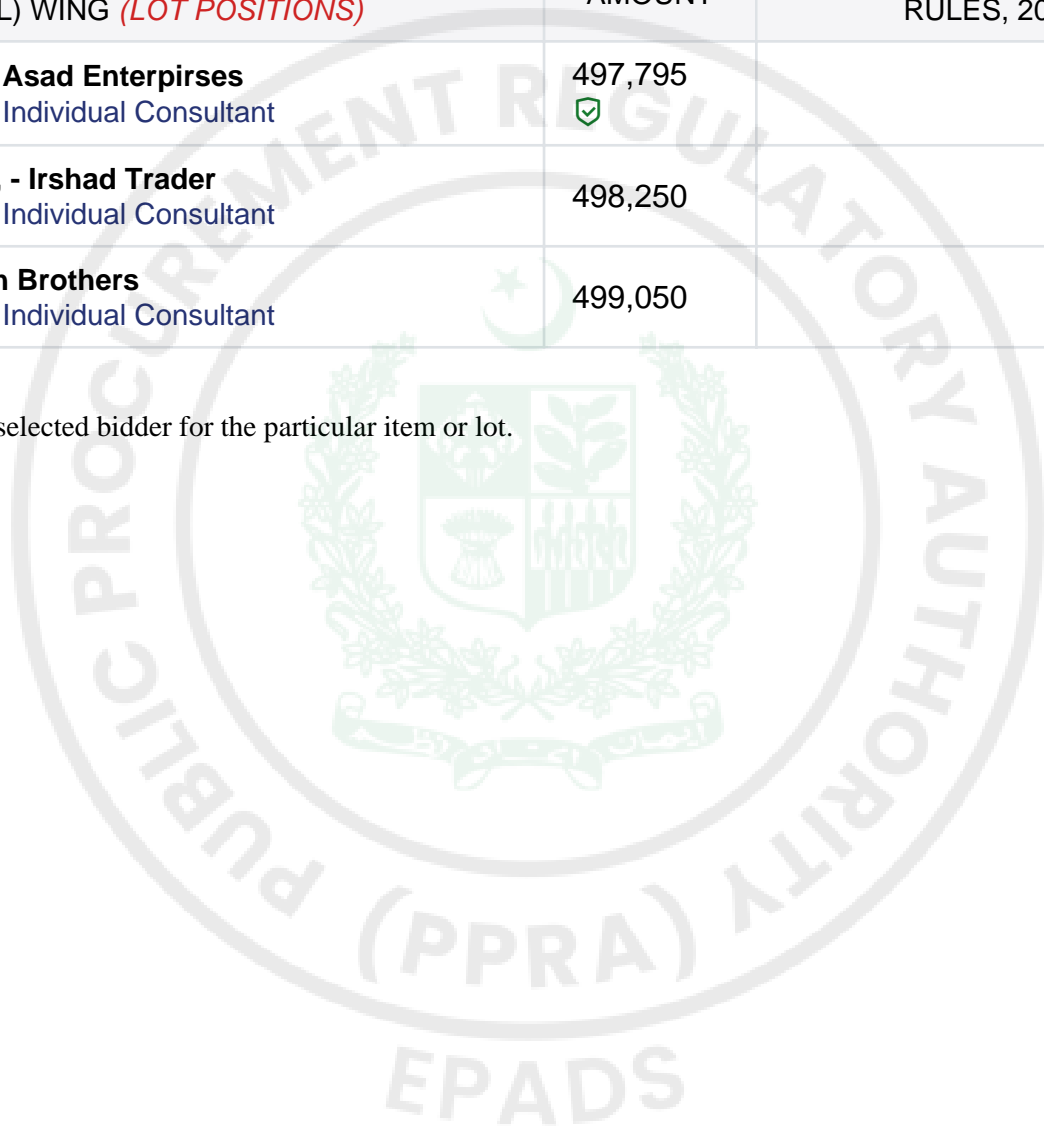 L) WING (LOT POSITIONS) AMOUNT RULES, 20
Asad Enterpirses
Individual Consultant
497,795
- Irshad Trader
Individual Consultant
498,250
Brothers
Individual Consultant
499,050
selected bidder for the particular item or lot.
PUBLIC PROCUREMENT REGULATORY AUTHORITY
(PPRA)
EPADS